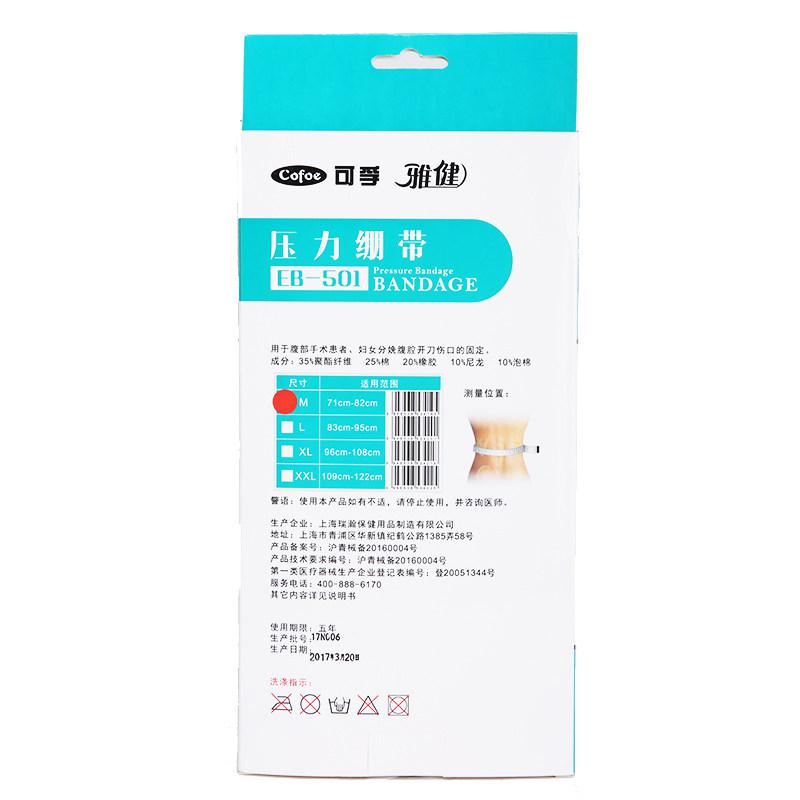 Cofoe 可孚 雅健
压力绷带
EB-501 Pressure Bandage
BANDAGE
用于腹部手术患者、妇女分娩腹腔开刀伤口的固定。
成分：35%聚酯纤维 25%棉 20%橡胶 10%尼龙 10%泡棉
尺寸 适用范围
测量位置：
M 71cm-82cm
L 83cm-95cm
XL 96cm-108cm
XXL 109cm-122cm
警语：使用本产品如有不适，请停止使用，并咨询医师。
生产企业：上海瑞瀚保健用品制造有限公司
地址：上海市青浦区华新镇纪鹤公路1385弄58号
产品备案号：沪青械备20160004号
产品技术要求编号：沪青械备20160004号
第一类医疗器械生产企业登记表编号：登20051344号
服务电话：400-888-6170
其它内容详见说明书
使用期限：五年
生产批号：17N006
生产日期：2017年3月20日
洗涤指示：